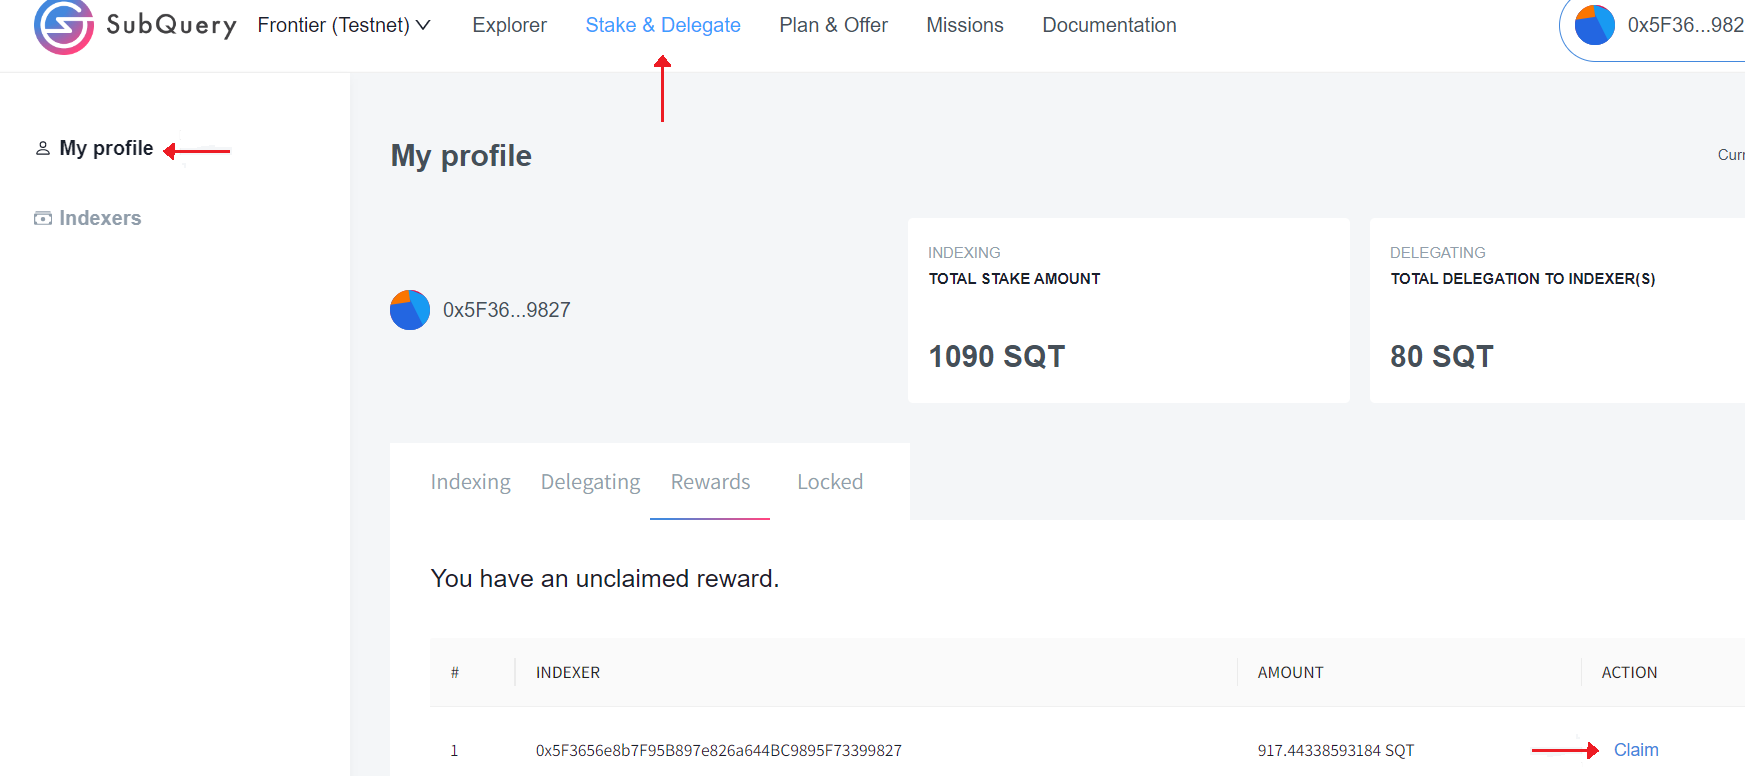 SubQuery Frontier (Testnet) Explorer Stake & Delegate Plan & Offer Missions Documentation 0x5F36...982
My profile
Indexers
My profile
Curr
0x5F36...9827
INDEXING
TOTAL STAKE AMOUNT
1090 SQT
DELEGATING
TOTAL DELEGATION TO INDEXER(S)
80 SQT
Indexing Delegating Rewards Locked
You have an unclaimed reward.
# INDEXER AMOUNT ACTION
1 0x5F3656e8b7F95B897e826a644BC9895F73399827 917.44338593184 SQT Claim